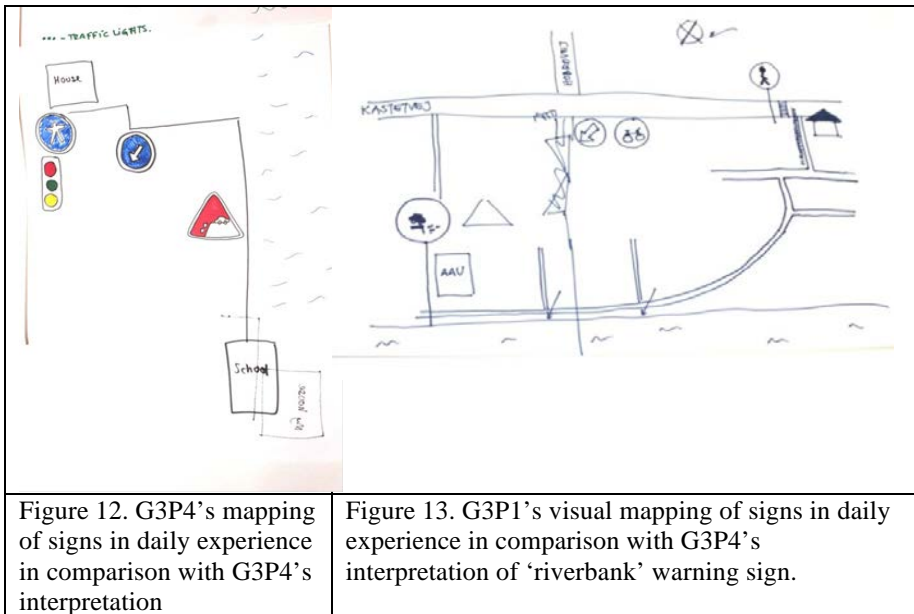 ••• - TRAFFIC LIGHTS.
House
School
KASTETVEJ
AAU
Figure 12. G3P4’s mapping
of signs in daily experience
in comparison with G3P4’s
interpretation
Figure 13. G3P1’s visual mapping of signs in daily
experience in comparison with G3P4’s
interpretation of ‘riverbank’ warning sign.